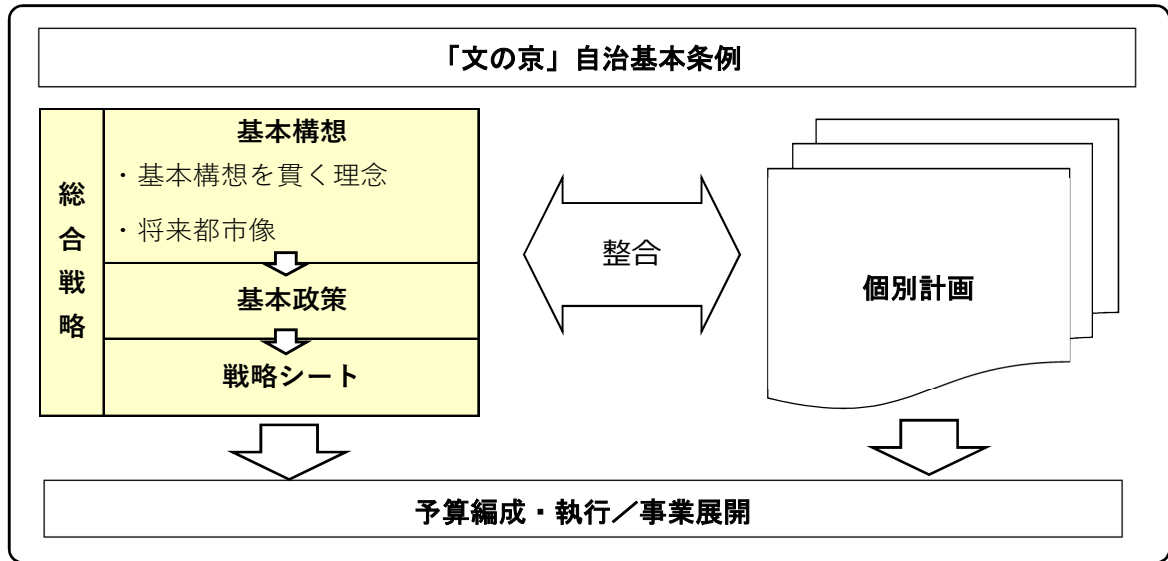 「文の京」自治基本条例
総合戦略
基本構想
・基本構想を貫く理念
・将来都市像
基本政策
戦略シート
整合
個別計画
予算編成・執行／事業展開